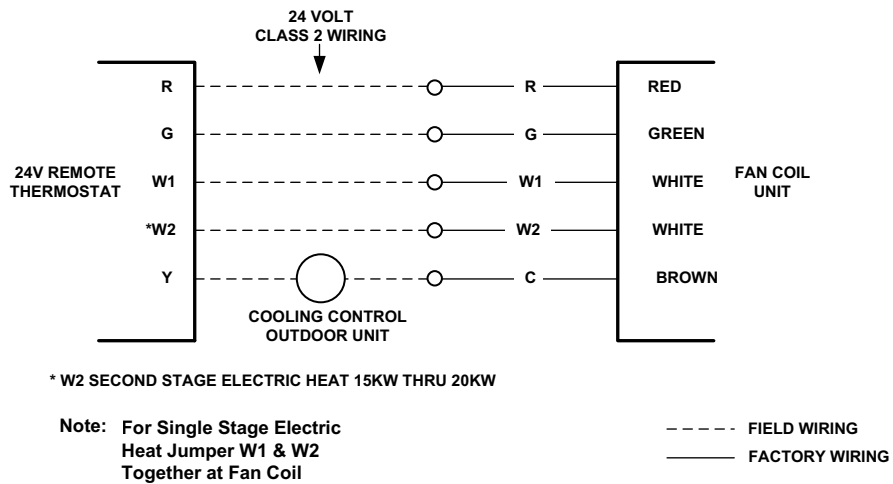 24 VOLT
CLASS 2 WIRING
R R RED
G G GREEN
24V REMOTE
THERMOSTAT
W1 W1 WHITE
FAN COIL
UNIT
*W2 W2 WHITE
Y C BROWN
COOLING CONTROL
OUTDOOR UNIT
* W2 SECOND STAGE ELECTRIC HEAT 15KW THRU 20KW
Note: For Single Stage Electric
Heat Jumper W1 & W2
Together at Fan Coil
FIELD WIRING
FACTORY WIRING